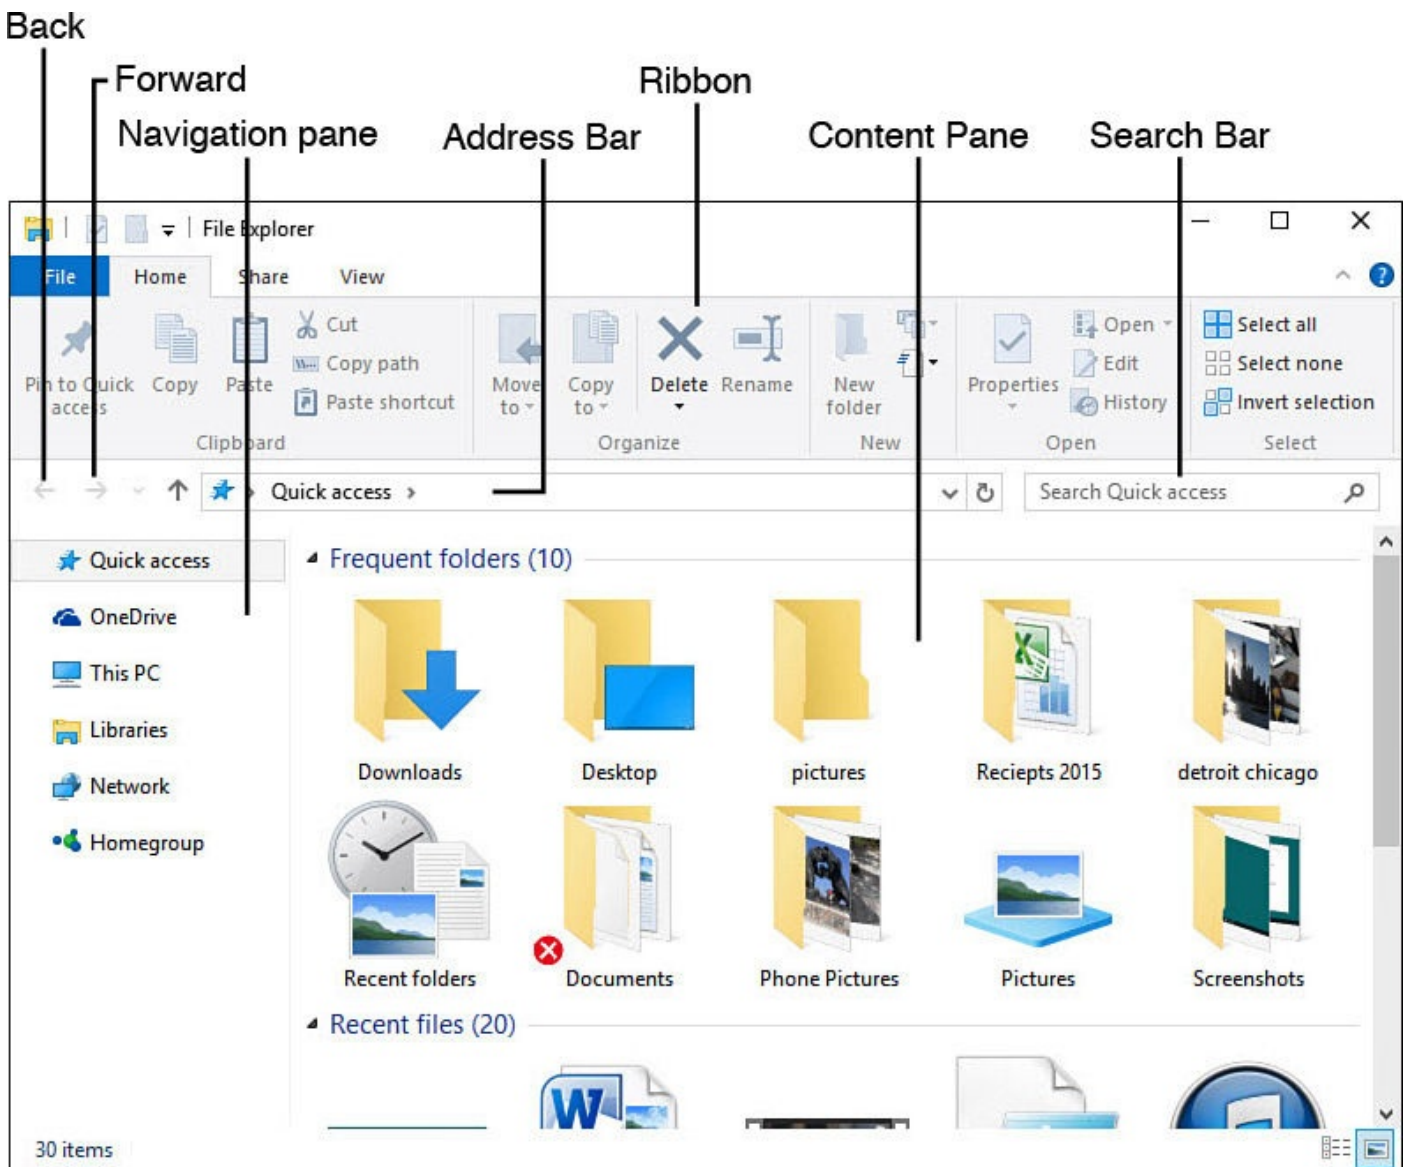 Back
Forward
Ribbon
Navigation pane
Address Bar
Content Pane
Search Bar
File Explorer
File
Home
Share
View
Pin to Quick
access
Copy
Paste
Cut
Copy path
Paste shortcut
Clipboard
Move
to
Copy
to
Delete
Rename
Organize
New
folder
New
Properties
Open
Edit
History
Open
Select all
Select none
Invert selection
Select
Quick access
Search Quick access
Quick access
OneDrive
This PC
Libraries
Network
Homegroup
Frequent folders (10)
Downloads
Desktop
pictures
Reciepts 2015
detroit chicago
Recent folders
Documents
Phone Pictures
Pictures
Screenshots
Recent files (20)
W
30 items